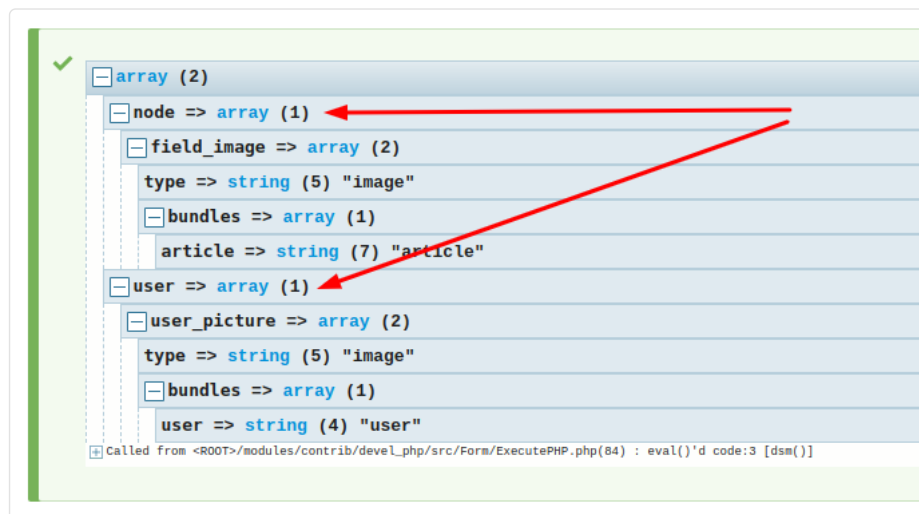 array (2)
node => array (1)
field_image => array (2)
type => string (5) "image"
bundles => array (1)
article => string (7) "article"
user => array (1)
user_picture => array (2)
type => string (5) "image"
bundles => array (1)
user => string (4) "user"
Called from <ROOT>/modules/contrib/devel_php/src/Form/ExecutePHP.php(84) : eval()'d code:3 [dsm()]